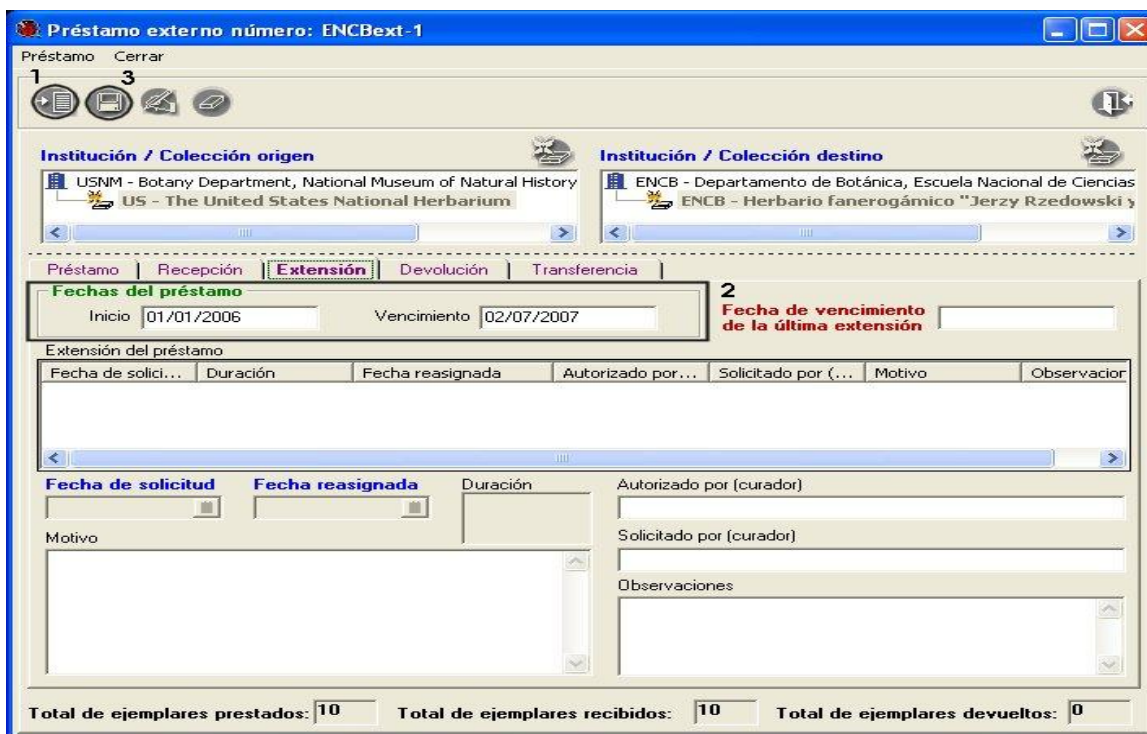 Préstamo externo número: ENCBext-1
Préstamo Cerrar
1 3
Institución / Colección origen Institución / Colección destino
USNM - Botany Department, National Museum of Natural History ENCB - Departamento de Botánica, Escuela Nacional de Ciencias
US - The United States National Herbarium ENCB - Herbario fanerogámico "Jerzy Rzedowski y
Préstamo Recepción Extensión Devolución Transferencia
Fechas del préstamo 2
Inicio 01/01/2006 Vencimiento 02/07/2007 Fecha de vencimiento
de la última extensión
Extensión del préstamo
Fecha de solici... Duración Fecha reasignada Autorizado por... Solicitado por (... Motivo Observacior
Fecha de solicitud Fecha reasignada Duración Autorizado por (curador)
Motivo Solicitado por (curador)
Observaciones
Total de ejemplares prestados: 10 Total de ejemplares recibidos: 10 Total de ejemplares devueltos: 0